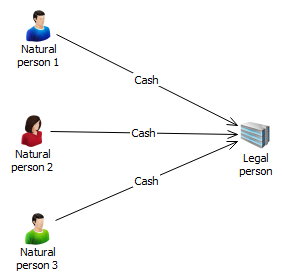 Natural
person 1
Cash
Natural
person 2
Cash
Legal
person
Cash
Natural
person 3